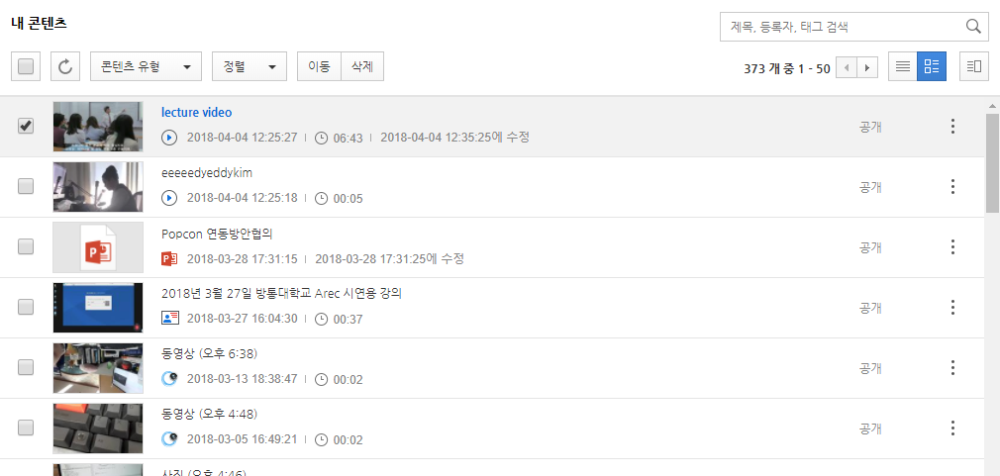 내 콘텐츠
제목, 등록자, 태그 검색
콘텐츠 유형
정렬
이동
삭제
373 개 중 1 - 50
lecture video
2018-04-04 12:25:27 06:43 2018-04-04 12:35:25에 수정
공개
eeeeedyeddykim
2018-04-04 12:25:18 00:05
공개
Popcon 연동방안협의
P
2018-03-28 17:31:15 2018-03-28 17:31:25에 수정
공개
2018년 3월 27일 방통대학교 Arec 시연용 강의
2018-03-27 16:04:30 00:37
공개
동영상 (오후 6:38)
2018-03-13 18:38:47 00:02
공개
동영상 (오후 4:48)
2018-03-05 16:49:21 00:02
공개
사진 (오후 4:46)